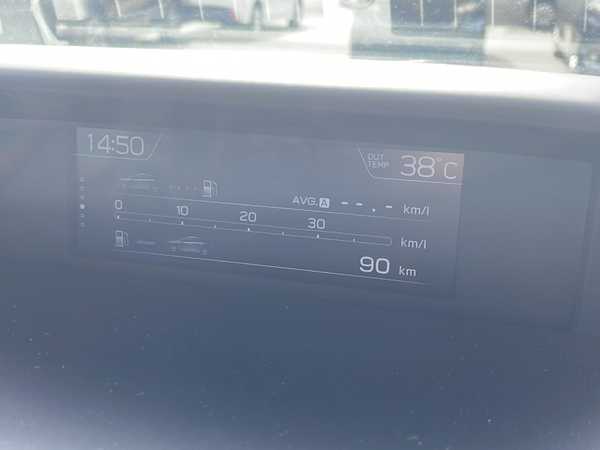 14:50
OUT TEMP 38°C
AVG. A --.- km/l
0 10 20 30
km/l
90 km